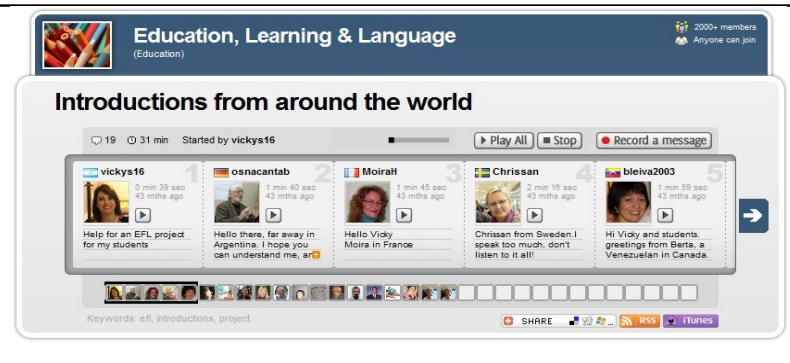 Education, Learning & Language
(Education)
2000+ members
Anyone can join
Introductions from around the world
19 31 min Started by vickys16
Play All
Stop
Record a message
vickys16 1
0 min 39 sec
43 mths ago
Help for an EFL project
for my students
osnacantab 2
1 min 40 sec
43 mths ago
Hello there, far away in
Argentina. I hope you
can understand me, an
MoiraH 3
1 min 45 sec
43 mths ago
Hello Vicky
Moira in France
Chrissan 4
2 min 16 sec
43 mths ago
Chrissan from Sweden.I
speak too much, don't
listen to it all!
bleiva2003 5
1 min 59 sec
43 mths ago
Hi Vicky and students.
greetings from Berta, a
Venezuelan in Canada.
Keywords: efl, introductions, project
SHARE
...
RSS
iTunes